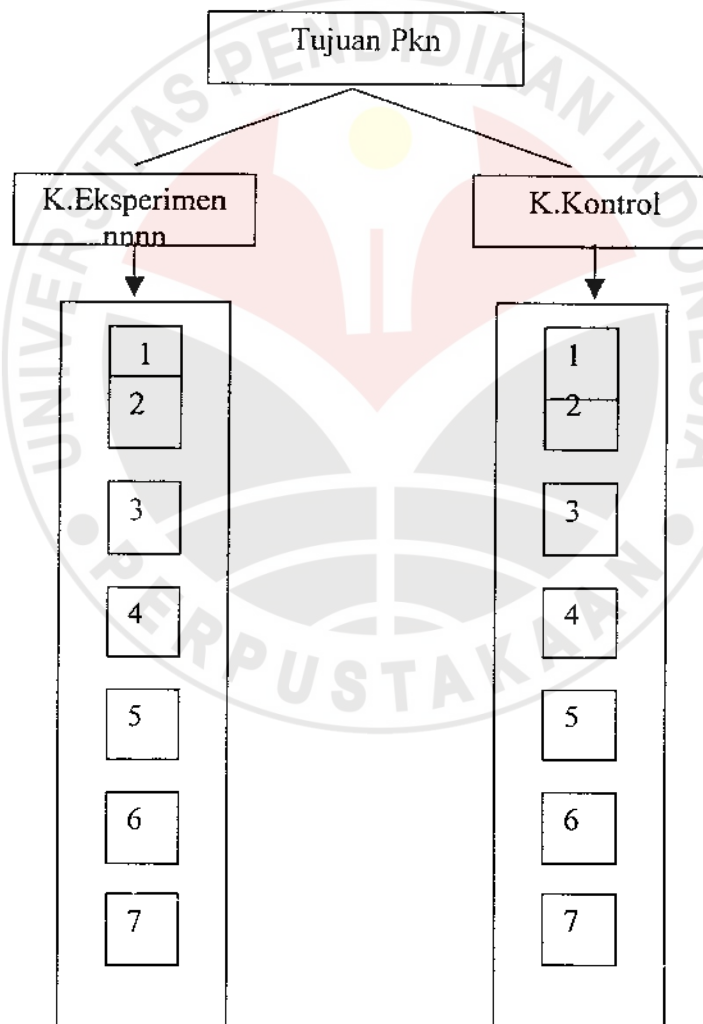 Tujuan Pkn
K.Eksperimen
nnnn
K.Kontrol
1
2
3
4
5
6
7
1
2
3
4
5
6
7
UNIVERSITAS PENDIDIKAN INDONESIA
PERPUSTAKAAN